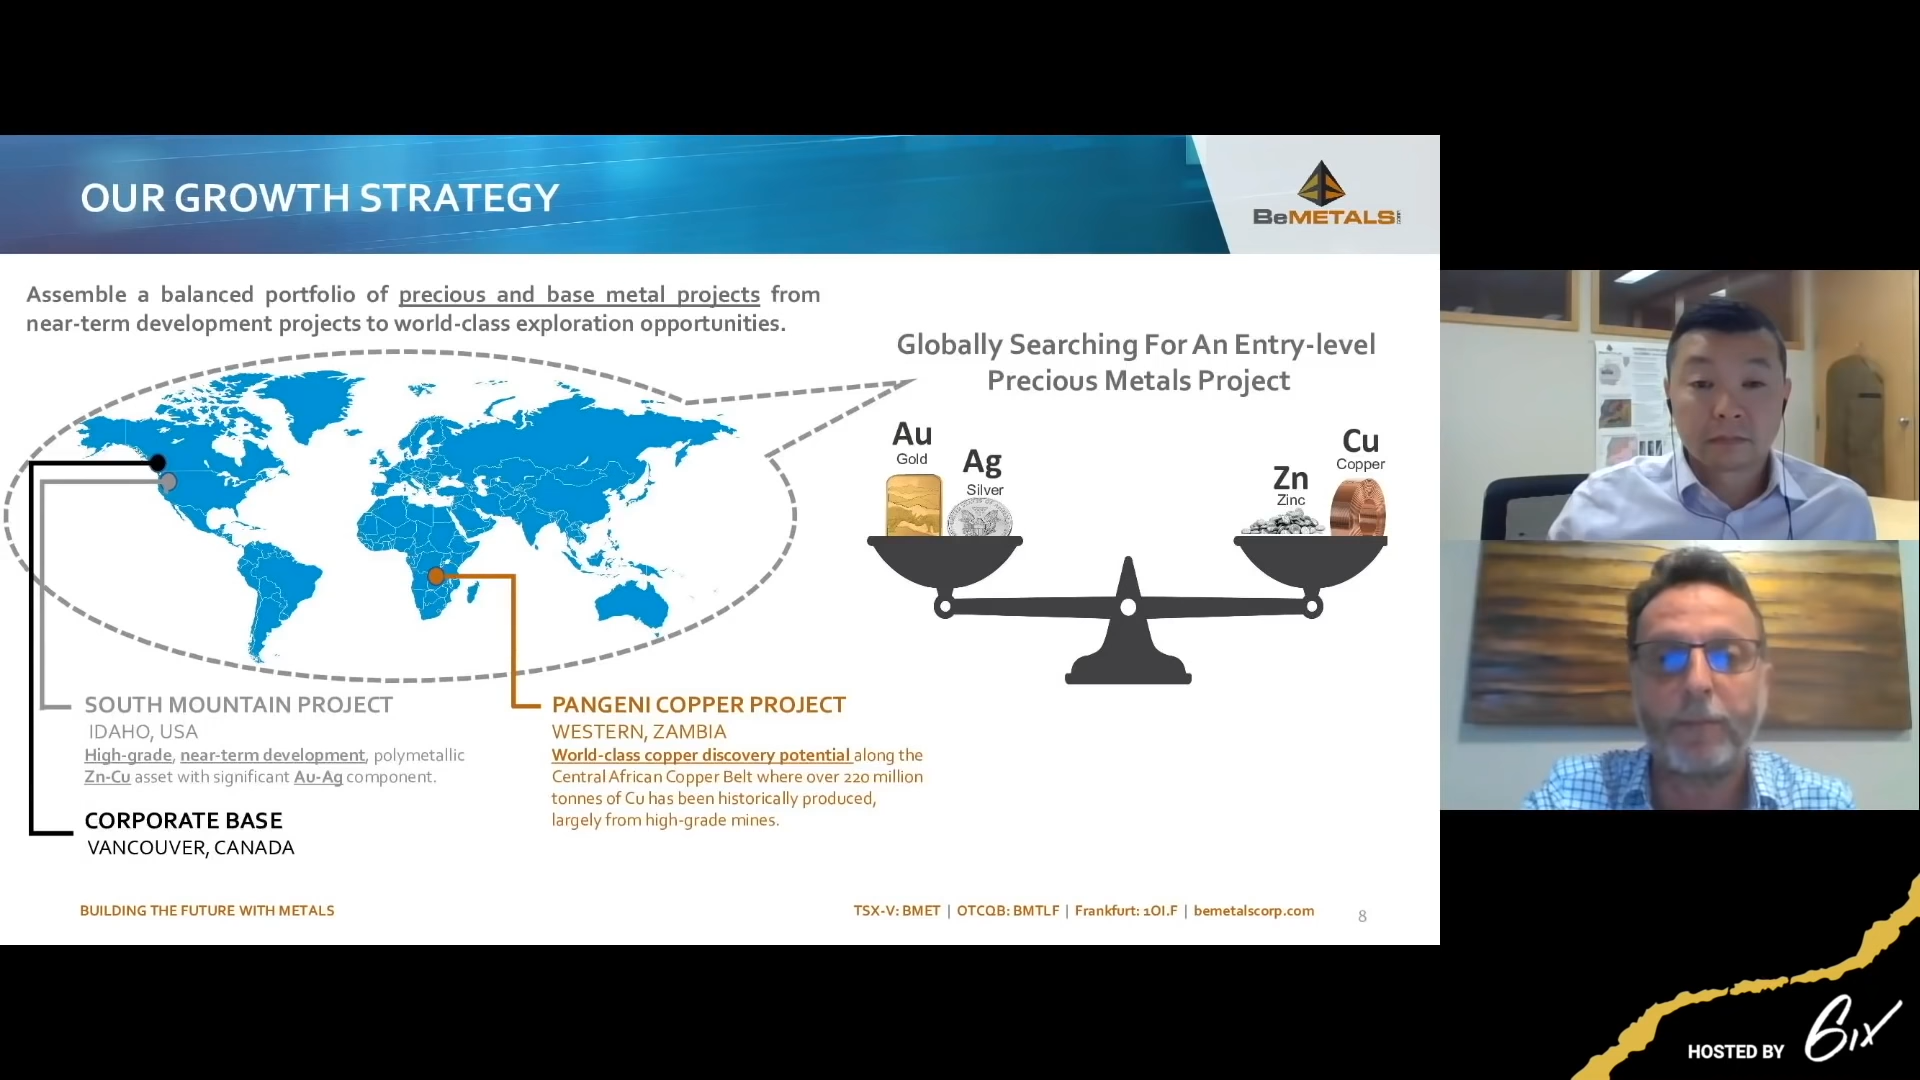 OUR GROWTH STRATEGY
BeMETALS
Assemble a balanced portfolio of precious and base metal projects from
near-term development projects to world-class exploration opportunities.
Globally Searching For An Entry-level
Precious Metals Project
Au
Gold
Ag
Silver
Zn
Zinc
Cu
Copper
SOUTH MOUNTAIN PROJECT
IDAHO, USA
High-grade, near-term development, polymetallic
Zn-Cu asset with significant Au-Ag component.
CORPORATE BASE
VANCOUVER, CANADA
PANGENI COPPER PROJECT
WESTERN, ZAMBIA
World-class copper discovery potential along the
Central African Copper Belt where over 220 million
tonnes of Cu has been historically produced,
largely from high-grade mines.
BUILDING THE FUTURE WITH METALS
TSX-V: BMET | OTCQB: BMTLF | Frankfurt: 1OI.F | bemetalscorp.com
8
HOSTED BY 6ix